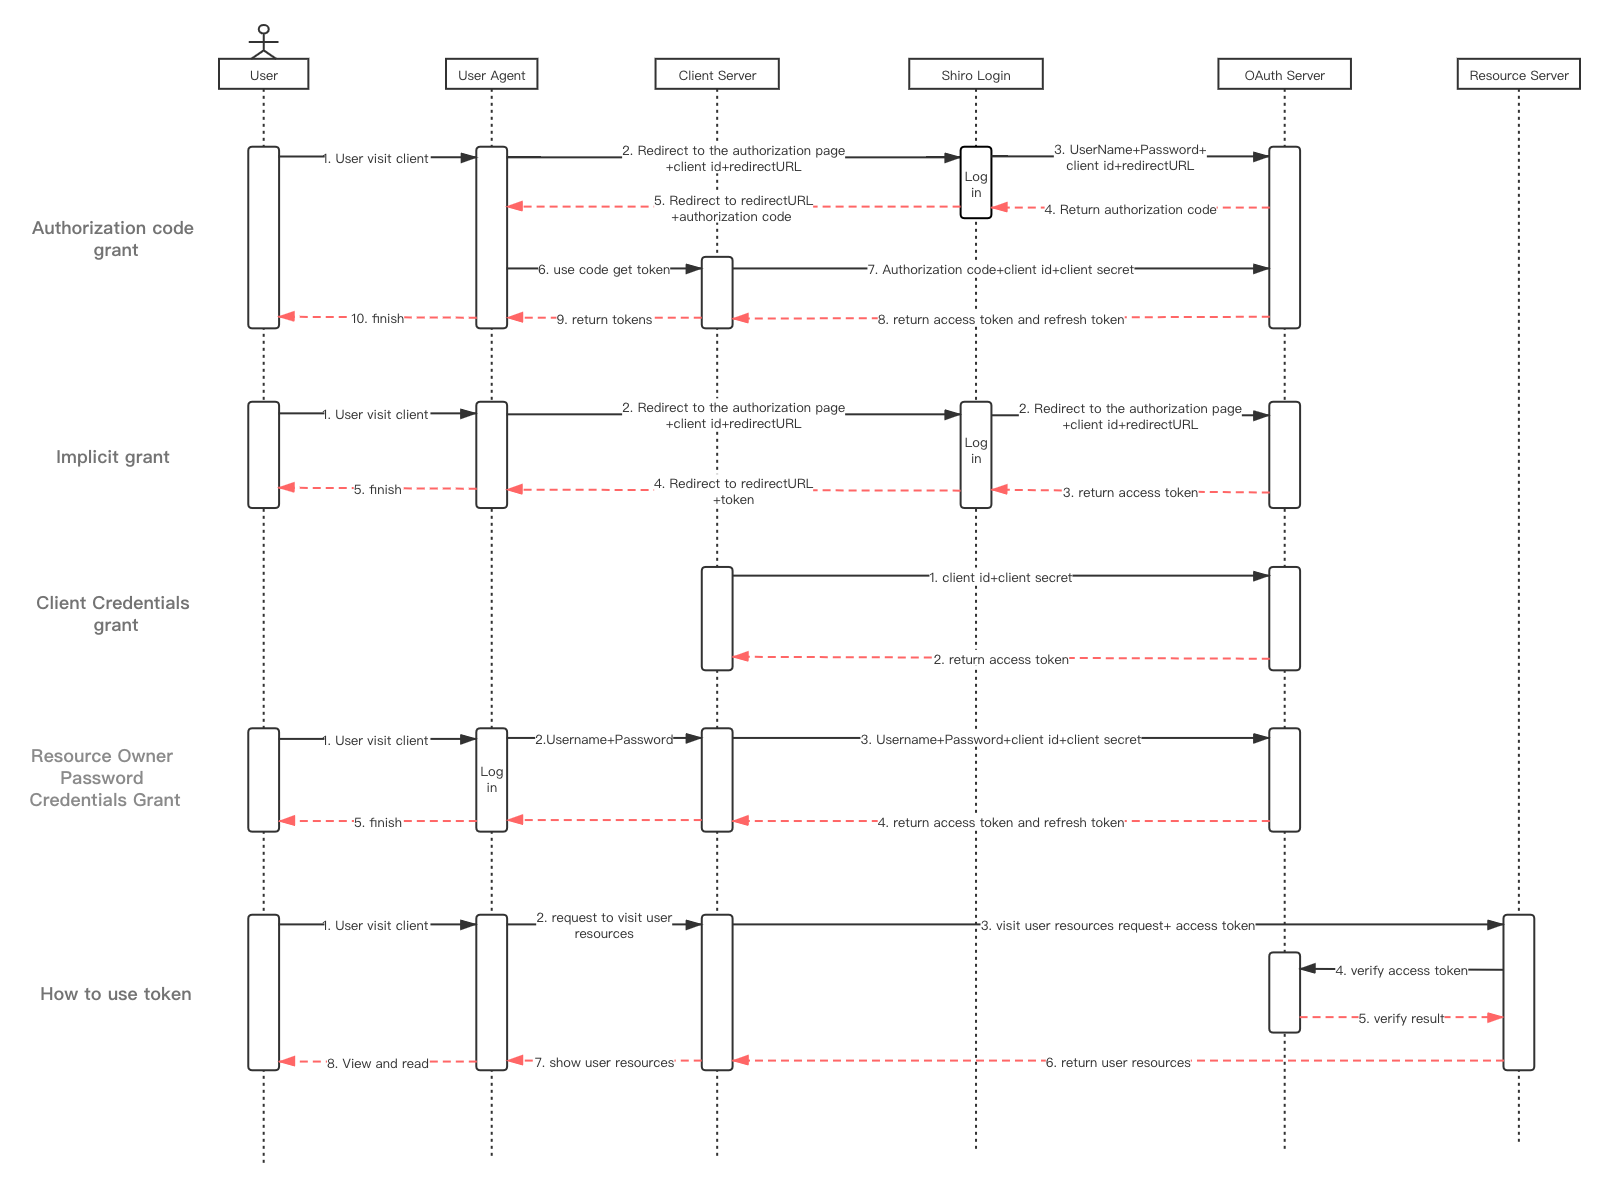 User
User Agent
Client Server
Shiro Login
OAuth Server
Resource Server
Authorization code
grant
1. User visit client
2. Redirect to the authorization page
+client id+redirectURL
Log
in
3. UserName+Password+
client id+redirectURL
4. Return authorization code
5. Redirect to redirectURL
+authorization code
6. use code get token
7. Authorization code+client id+client secret
8. return access token and refresh token
9. return tokens
10. finish
Implicit grant
1. User visit client
2. Redirect to the authorization page
+client id+redirectURL
Log
in
2. Redirect to the authorization page
+client id+redirectURL
3. return access token
4. Redirect to redirectURL
+token
5. finish
Client Credentials
grant
1. client id+client secret
2. return access token
Resource Owner
Password
Credentials Grant
1. User visit client
Log
in
2.Username+Password
3. Username+Password+client id+client secret
4. return access token and refresh token
5. finish
How to use token
1. User visit client
2. request to visit user
resources
3. visit user resources request+ access token
4. verify access token
5. verify result
6. return user resources
7. show user resources
8. View and read